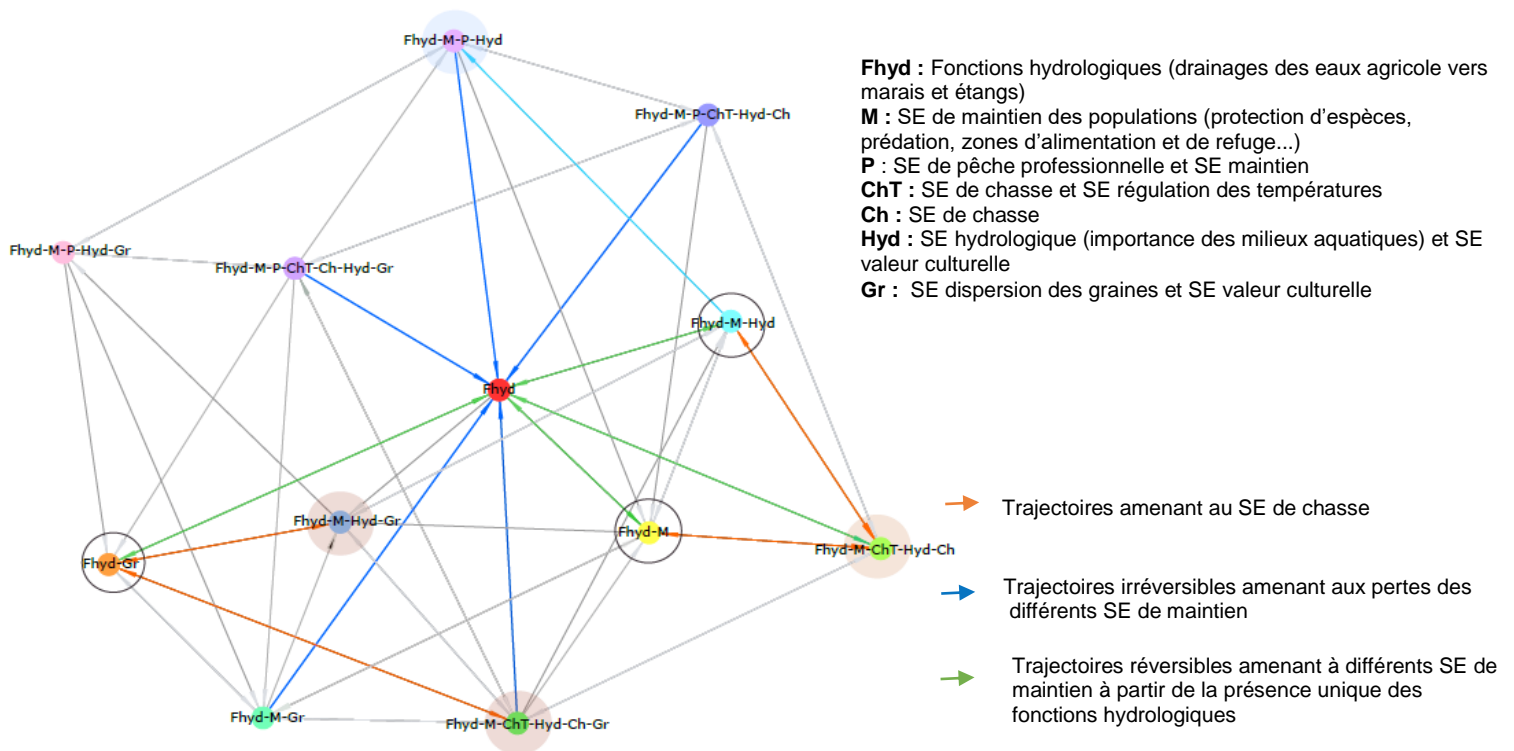 Fhyd-M-P-Hyd
Fhyd-M-P-ChT-Hyd-Ch
Fhyd-M-P-Hyd-Gr
Fhyd-M-P-ChT-Ch-Hyd-Gr
Fhyd-M-Hyd
Fhyd
Fhyd-M-Hyd-Gr
Fhyd-M
Fhyd-M-ChT-Hyd-Ch
Fhyd-Gr
Fhyd-M-Gr
Fhyd-M-ChT-Hyd-Ch-Gr
Fhyd : Fonctions hydrologiques (drainages des eaux agricole vers
marais et étangs)
M : SE de maintien des populations (protection d'espèces,
prédation, zones d'alimentation et de refuge...)
P : SE de pêche professionnelle et SE maintien
ChT : SE de chasse et SE régulation des températures
Ch : SE de chasse
Hyd : SE hydrologique (importance des milieux aquatiques) et SE
valeur culturelle
Gr : SE dispersion des graines et SE valeur culturelle
Trajectoires amenant au SE de chasse
Trajectoires irréversibles amenant aux pertes des
différents SE de maintien
Trajectoires réversibles amenant à différents SE de
maintien à partir de la présence unique des
fonctions hydrologiques